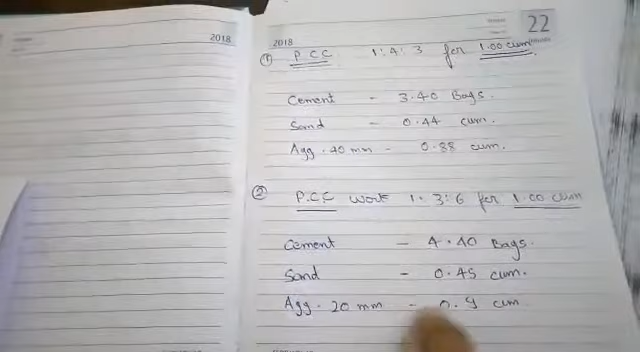 2018
2018
22
① PCC 1:4:3 for 1.00 cum
Cement - 3.40 Bags.
Sand - 0.44 cum.
Agg. 40 mm - 0.88 cum.
② P.C.C work 1:3:6 for 1.00 cum
Cement - 4.40 Bags.
Sand - 0.45 cum.
Agg. 20 mm - 0.9 cum